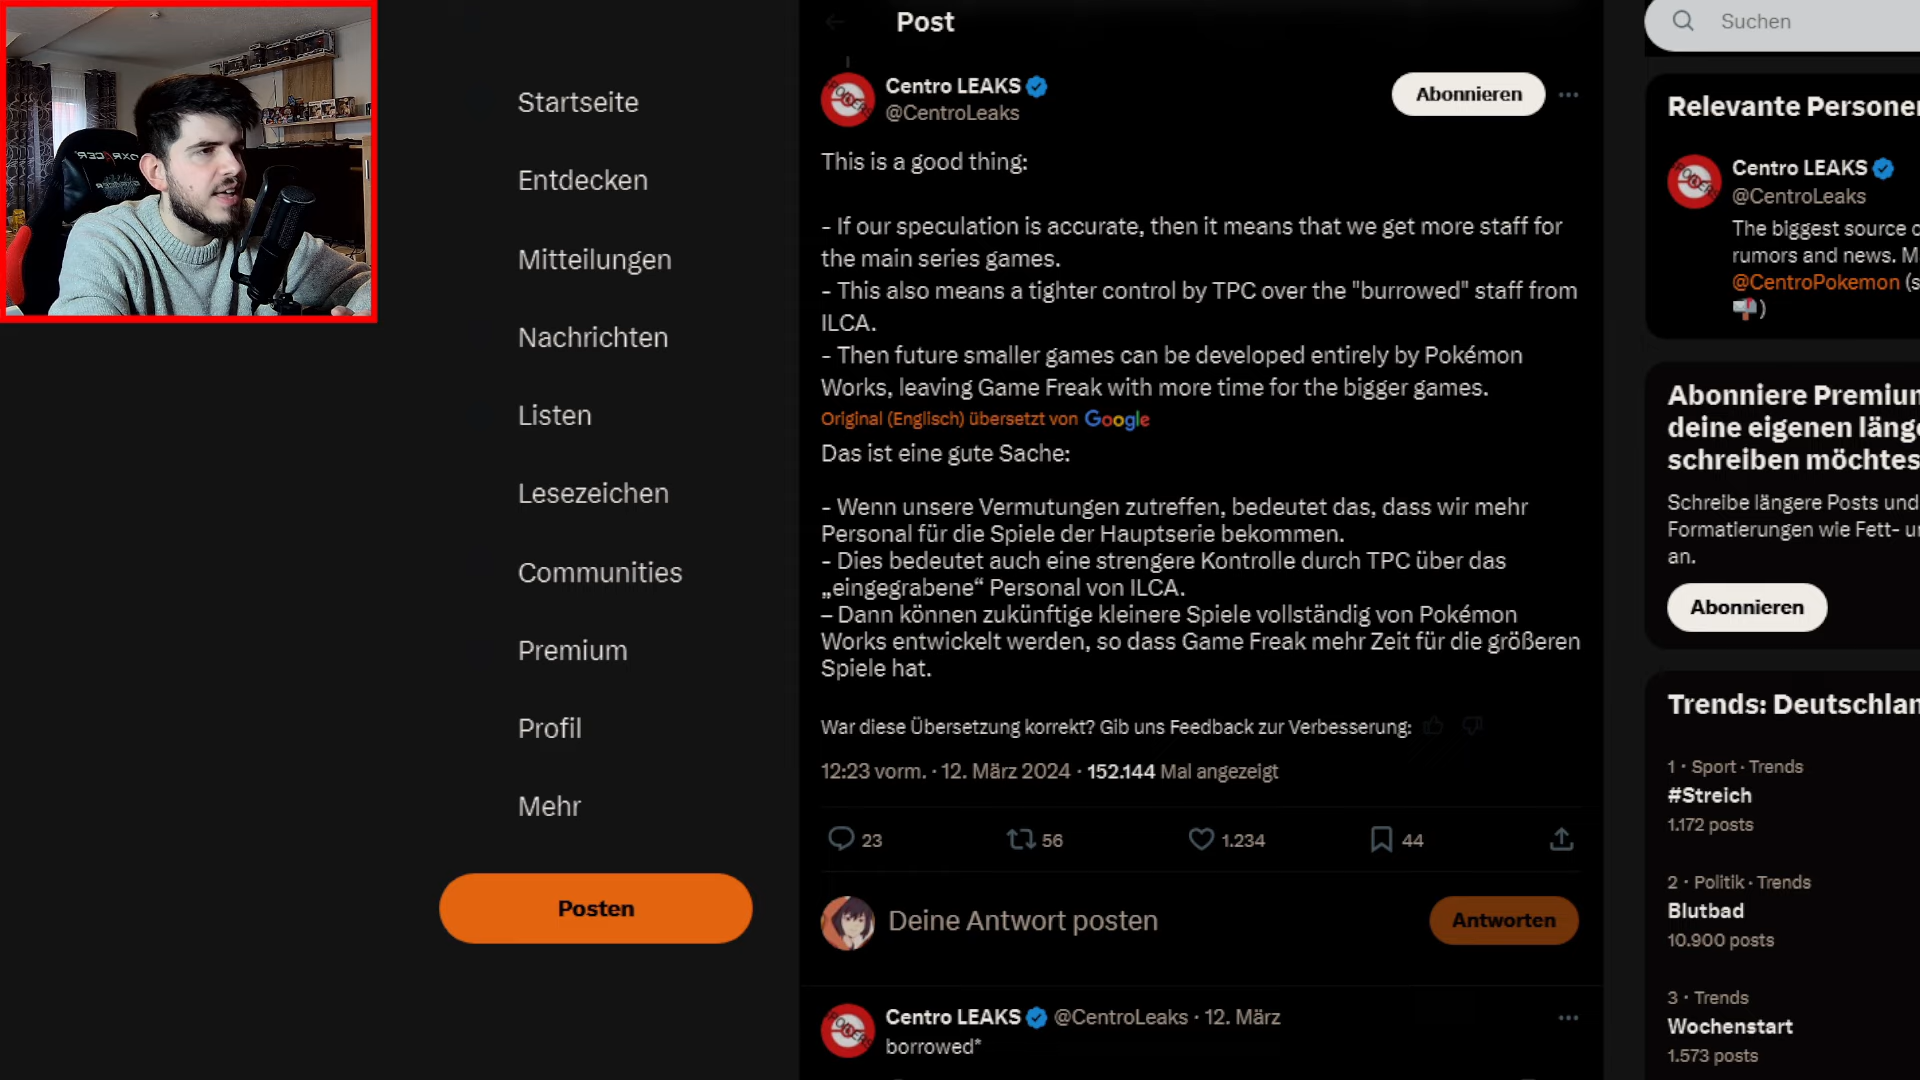 Startseite
Entdecken
Mitteilungen
Nachrichten
Listen
Lesezeichen
Communities
Premium
Profil
Mehr
Posten
Post
Centro LEAKS
@CentroLeaks
Abonnieren
This is a good thing:
- If our speculation is accurate, then it means that we get more staff for
the main series games.
- This also means a tighter control by TPC over the "burrowed" staff from
ILCA.
- Then future smaller games can be developed entirely by Pokémon
Works, leaving Game Freak with more time for the bigger games.
Original (Englisch) übersetzt von Google
Das ist eine gute Sache:
- Wenn unsere Vermutungen zutreffen, bedeutet das, dass wir mehr
Personal für die Spiele der Hauptserie bekommen.
- Dies bedeutet auch eine strengere Kontrolle durch TPC über das
„eingegrabene“ Personal von ILCA.
– Dann können zukünftige kleinere Spiele vollständig von Pokémon
Works entwickelt werden, so dass Game Freak mehr Zeit für die größeren
Spiele hat.
War diese Übersetzung korrekt? Gib uns Feedback zur Verbesserung:
12:23 vorm. · 12. März 2024 · 152.144 Mal angezeigt
23 56 1.234 44
Deine Antwort posten
Antworten
Centro LEAKS @CentroLeaks · 12. März
borrowed*
Suchen
Relevante Personen
Centro LEAKS
@CentroLeaks
The biggest source o
rumors and news. M
@CentroPokemon (s
)
Abonniere Premium
deine eigenen länge
schreiben möchtes
Schreibe längere Posts und
Formatierungen wie Fett- u
an.
Abonnieren
Trends: Deutschlan
1 · Sport · Trends
#Streich
1.172 posts
2 · Politik · Trends
Blutbad
10.900 posts
3 · Trends
Wochenstart
1.573 posts